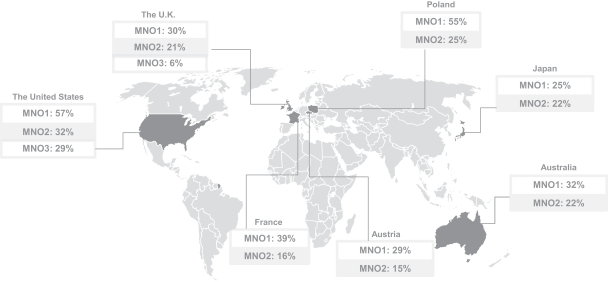 Poland
MNO1: 55%
MNO2: 25%
The U.K.
MNO1: 30%
MNO2: 21%
MNO3: 6%
Japan
MNO1: 25%
MNO2: 22%
The United States
MNO1: 57%
MNO2: 32%
MNO3: 29%
Australia
MNO1: 32%
MNO2: 22%
France
MNO1: 39%
MNO2: 16%
Austria
MNO1: 29%
MNO2: 15%